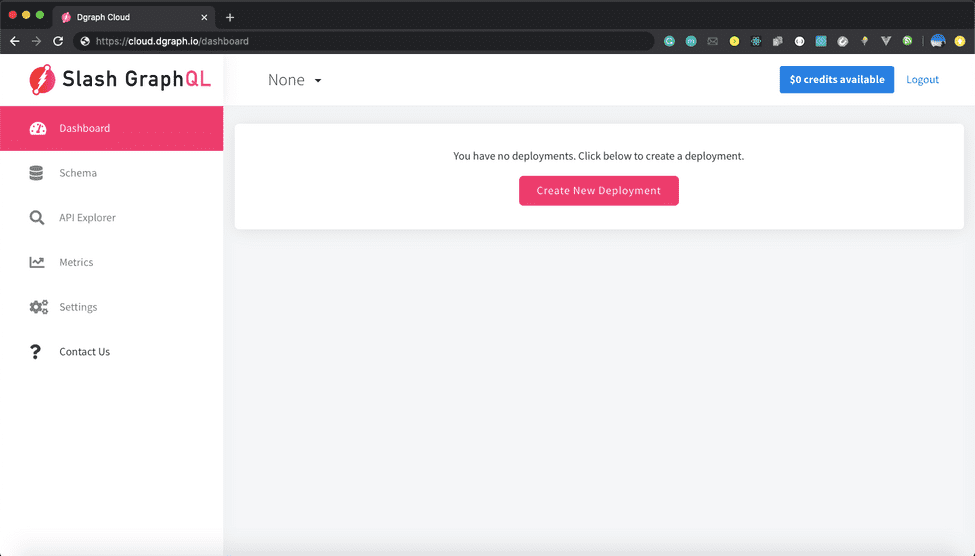 Dgraph Cloud
https://cloud.dgraph.io/dashboard
Slash GraphQL
None
$0 credits available
Logout
Dashboard
Schema
API Explorer
Metrics
Settings
Contact Us
You have no deployments. Click below to create a deployment.
Create New Deployment